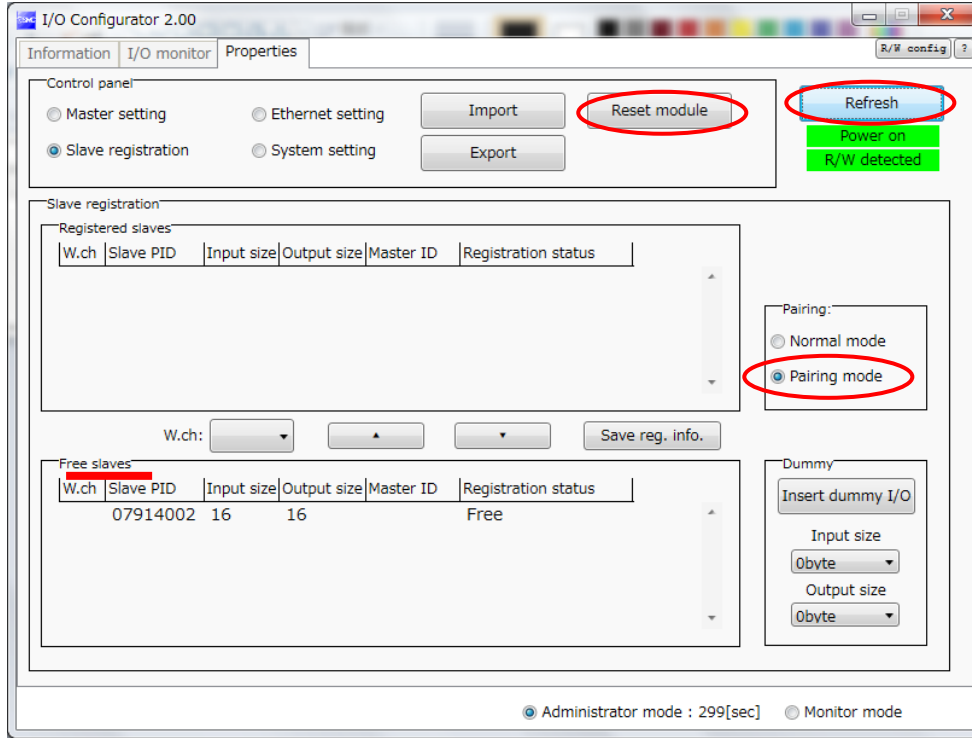 SMC I/O Configurator 2.00
Information I/O monitor Properties R/W config ?
Control panel
Master setting Ethernet setting Import Reset module Refresh
Power on
Slave registration System setting Export R/W detected
Slave registration
Registered slaves
W.ch Slave PID Input size Output size Master ID Registration status
Pairing:
Normal mode
Pairing mode
W.ch: Save reg. info.
Free slaves
W.ch Slave PID Input size Output size Master ID Registration status
07914002 16 16 Free
Dummy
Insert dummy I/O
Input size
0byte
Output size
0byte
Administrator mode : 299[sec] Monitor mode